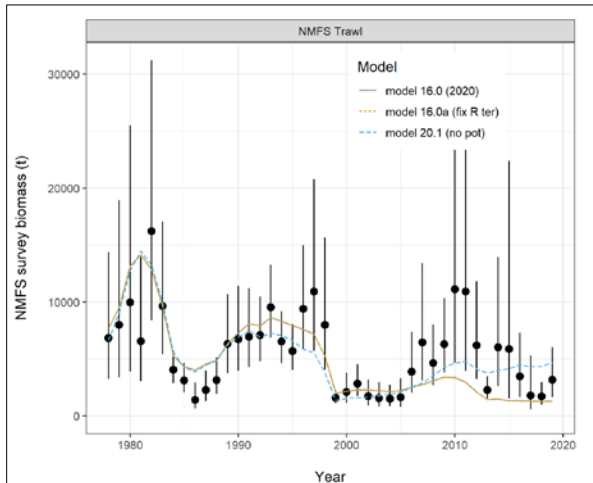 NMFS Trawl
Model
model 16.0 (2020)
model 16.0a (fix R ter)
model 20.1 (no pot)
30000
20000
10000
0
NMFS survey biomass (t)
1980
1990
2000
2010
2020
Year